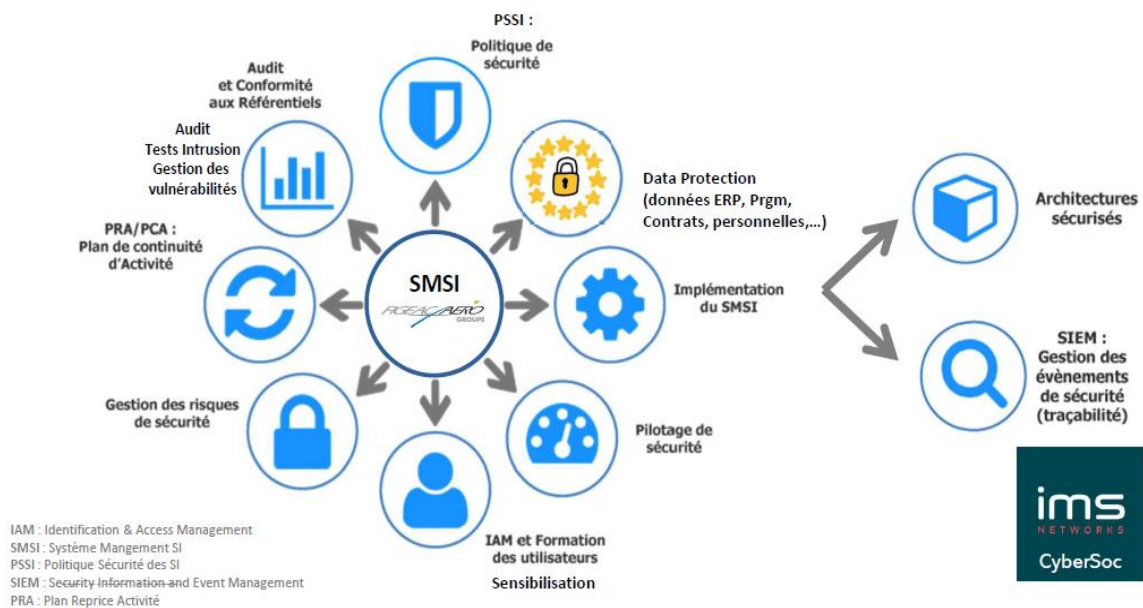 PSSI :
Politique de
sécurité
Audit
et Conformité
aux Référentiels
Audit
Tests Intrusion
Gestion des
vulnérabilités
Data Protection
(données ERP, Prgm,
Contrats, personnelles,...)
Architectures
sécurisés
PRA/PCA :
Plan de continuité
d'Activité
SMSI
FIGEAC AERO
GROUPE
Implémentation
du SMSI
SIEM :
Gestion des
évènements
de sécurité
(traçabilité)
Gestion des risques
de sécurité
Pilotage de
sécurité
IAM et Formation
des utilisateurs
Sensibilisation
ims
NETWORKS
CyberSoc
IAM : Identification & Access Management
SMSI : Système Mangement SI
PSSI : Politique Sécurité des SI
SIEM : Security Information and Event Management
PRA : Plan Reprice Activité